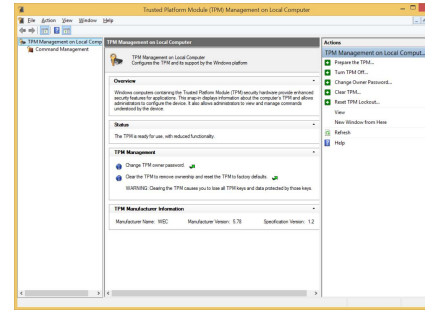 Trusted Platform Module (TPM) Management on Local Computer
File Action View Window Help
TPM Management on Local Comp
Command Management
TPM Management on Local Computer
TPM Management on Local Computer
Configures the TPM and its support by the Windows platform
Overview
Windows computers containing the Trusted Platform Module (TPM) security hardware provide enhanced
security features for applications. This snap-in displays information about the computer's TPM and allows
administrators to configure the device. It also allows administrators to view and manage commands
understood by the device.
Status
The TPM is ready for use, with reduced functionality.
TPM Management
Change TPM owner password.
Clear the TPM to remove ownership and reset the TPM to factory defaults.
WARNING: Clearing the TPM causes you to lose all TPM keys and data protected by those keys.
TPM Manufacturer Information
Manufacturer Name: WEC Manufacturer Version: 5.78 Specification Version: 1.2
Actions
TPM Management on Local Comput...
Prepare the TPM...
Turn TPM Off...
Change Owner Password...
Clear TPM...
Reset TPM Lockout...
View
New Window from Here
Refresh
Help